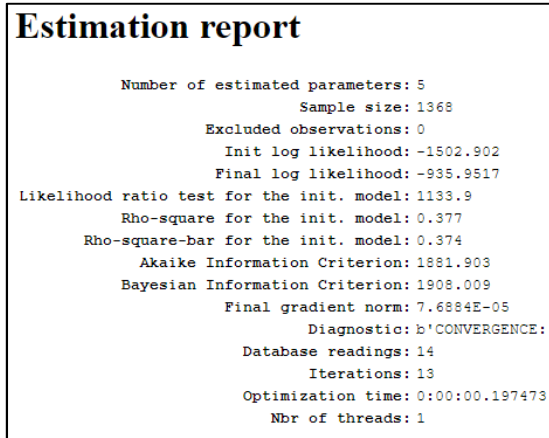 Estimation report
Number of estimated parameters: 5
Sample size: 1368
Excluded observations: 0
Init log likelihood: -1502.902
Final log likelihood: -935.9517
Likelihood ratio test for the init. model: 1133.9
Rho-square for the init. model: 0.377
Rho-square-bar for the init. model: 0.374
Akaike Information Criterion: 1881.903
Bayesian Information Criterion: 1908.009
Final gradient norm: 7.6884E-05
Diagnostic: b'CONVERGENCE:
Database readings: 14
Iterations: 13
Optimization time: 0:00:00.197473
Nbr of threads: 1